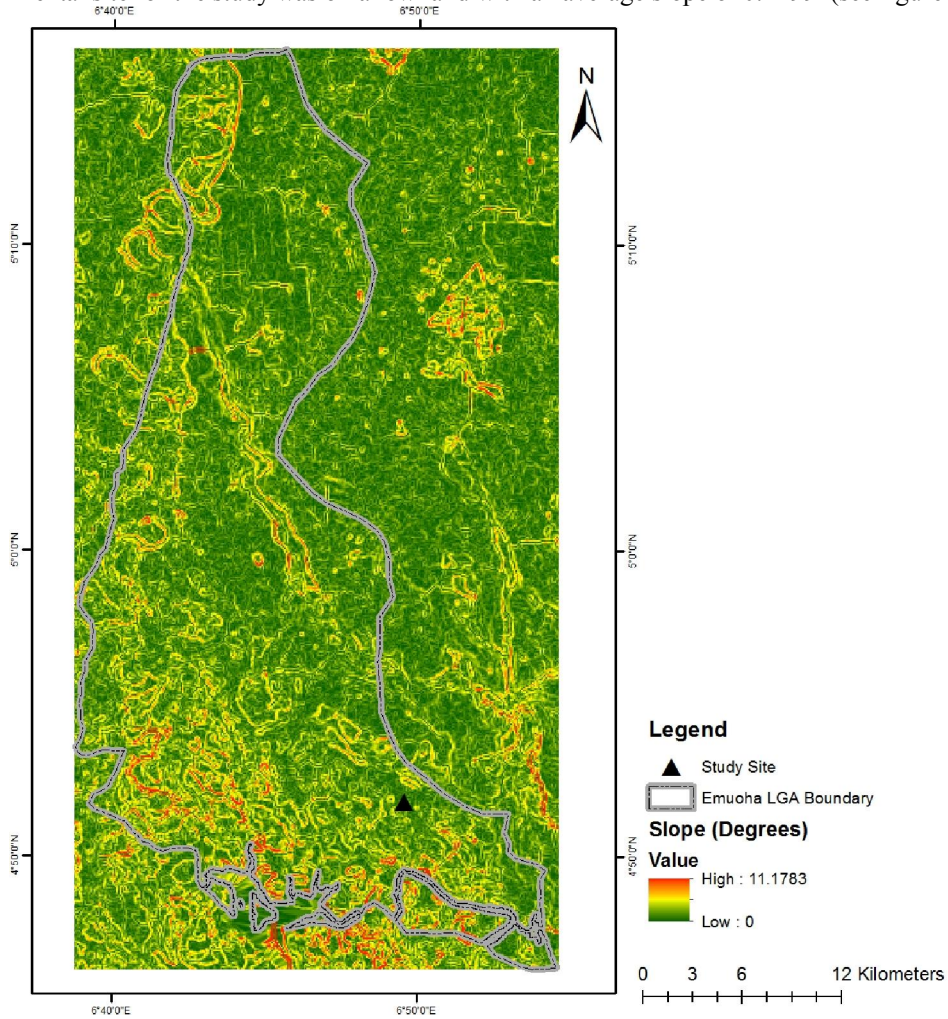 6°40'0"E 6°50'0"E
N
5°10'0"N 5°10'0"N
5°0'0"N 5°0'0"N
Legend
Study Site
Emuoha LGA Boundary
Slope (Degrees)
Value
High : 11.1783
Low : 0
4°50'0"N 4°50'0"N
0 3 6 12 Kilometers
6°40'0"E 6°50'0"E